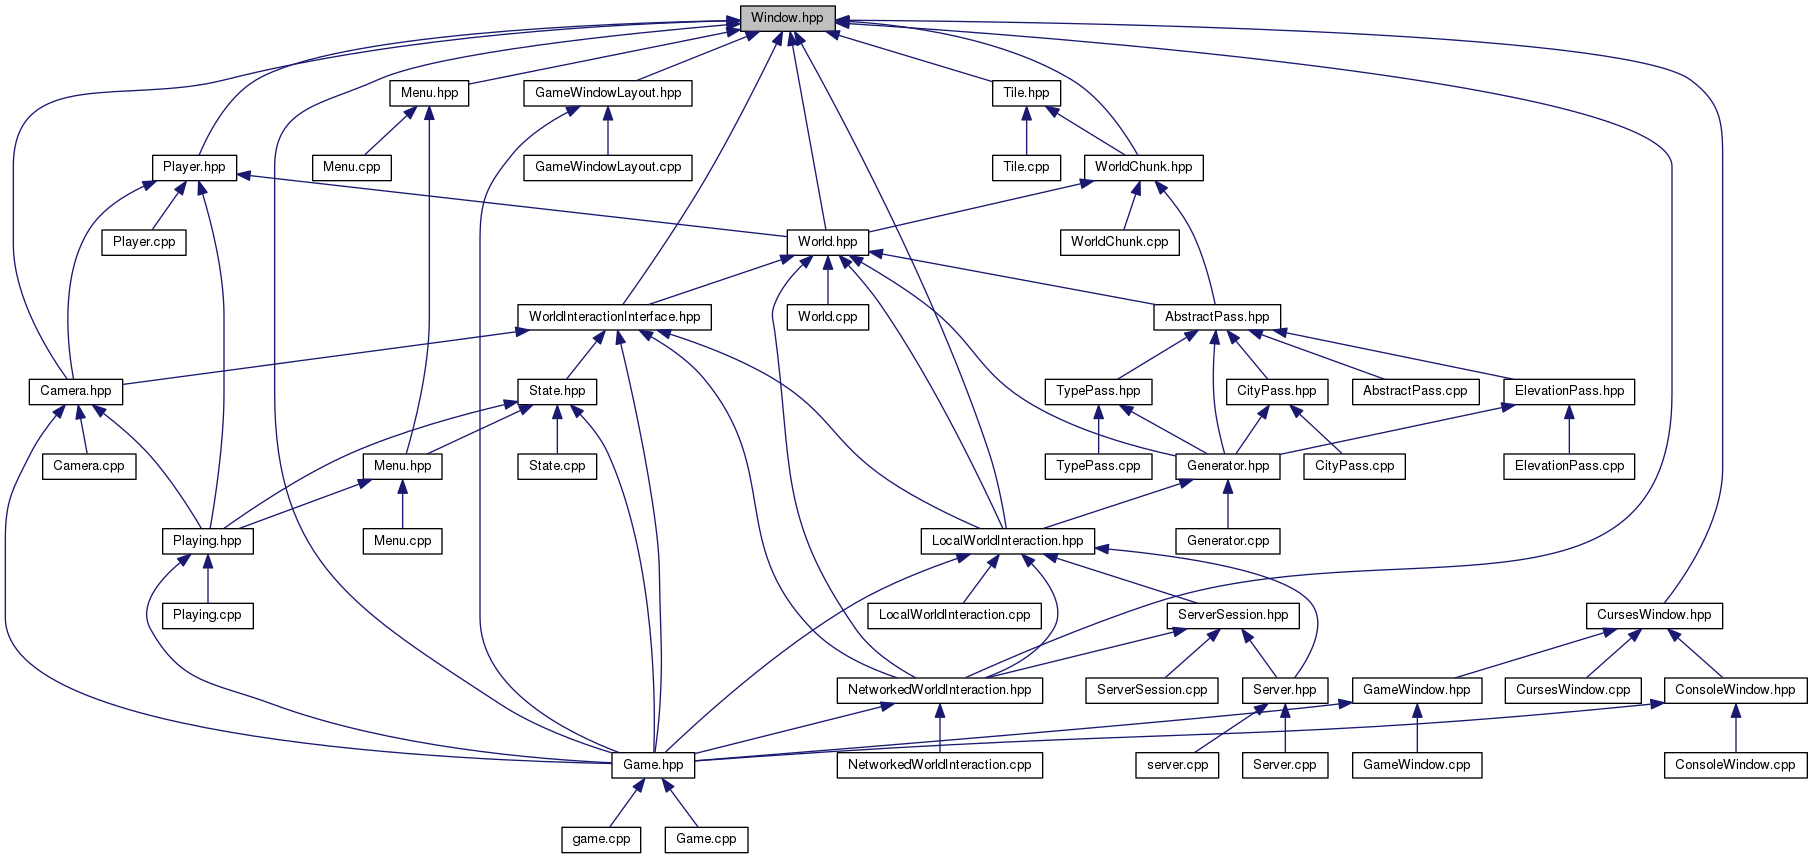 Window.hpp
Menu.hpp
GameWindowLayout.hpp
Tile.hpp
Player.hpp
Menu.cpp
GameWindowLayout.cpp
Tile.cpp
WorldChunk.hpp
Player.cpp
World.hpp
WorldChunk.cpp
WorldInteractionInterface.hpp
World.cpp
AbstractPass.hpp
Camera.hpp
State.hpp
TypePass.hpp
CityPass.hpp
AbstractPass.cpp
ElevationPass.hpp
Camera.cpp
Menu.hpp
State.cpp
TypePass.cpp
Generator.hpp
CityPass.cpp
ElevationPass.cpp
Playing.hpp
Menu.cpp
LocalWorldInteraction.hpp
Generator.cpp
Playing.cpp
LocalWorldInteraction.cpp
ServerSession.hpp
CursesWindow.hpp
NetworkedWorldInteraction.hpp
ServerSession.cpp
Server.hpp
GameWindow.hpp
CursesWindow.cpp
ConsoleWindow.hpp
Game.hpp
NetworkedWorldInteraction.cpp
server.cpp
Server.cpp
GameWindow.cpp
ConsoleWindow.cpp
game.cpp
Game.cpp